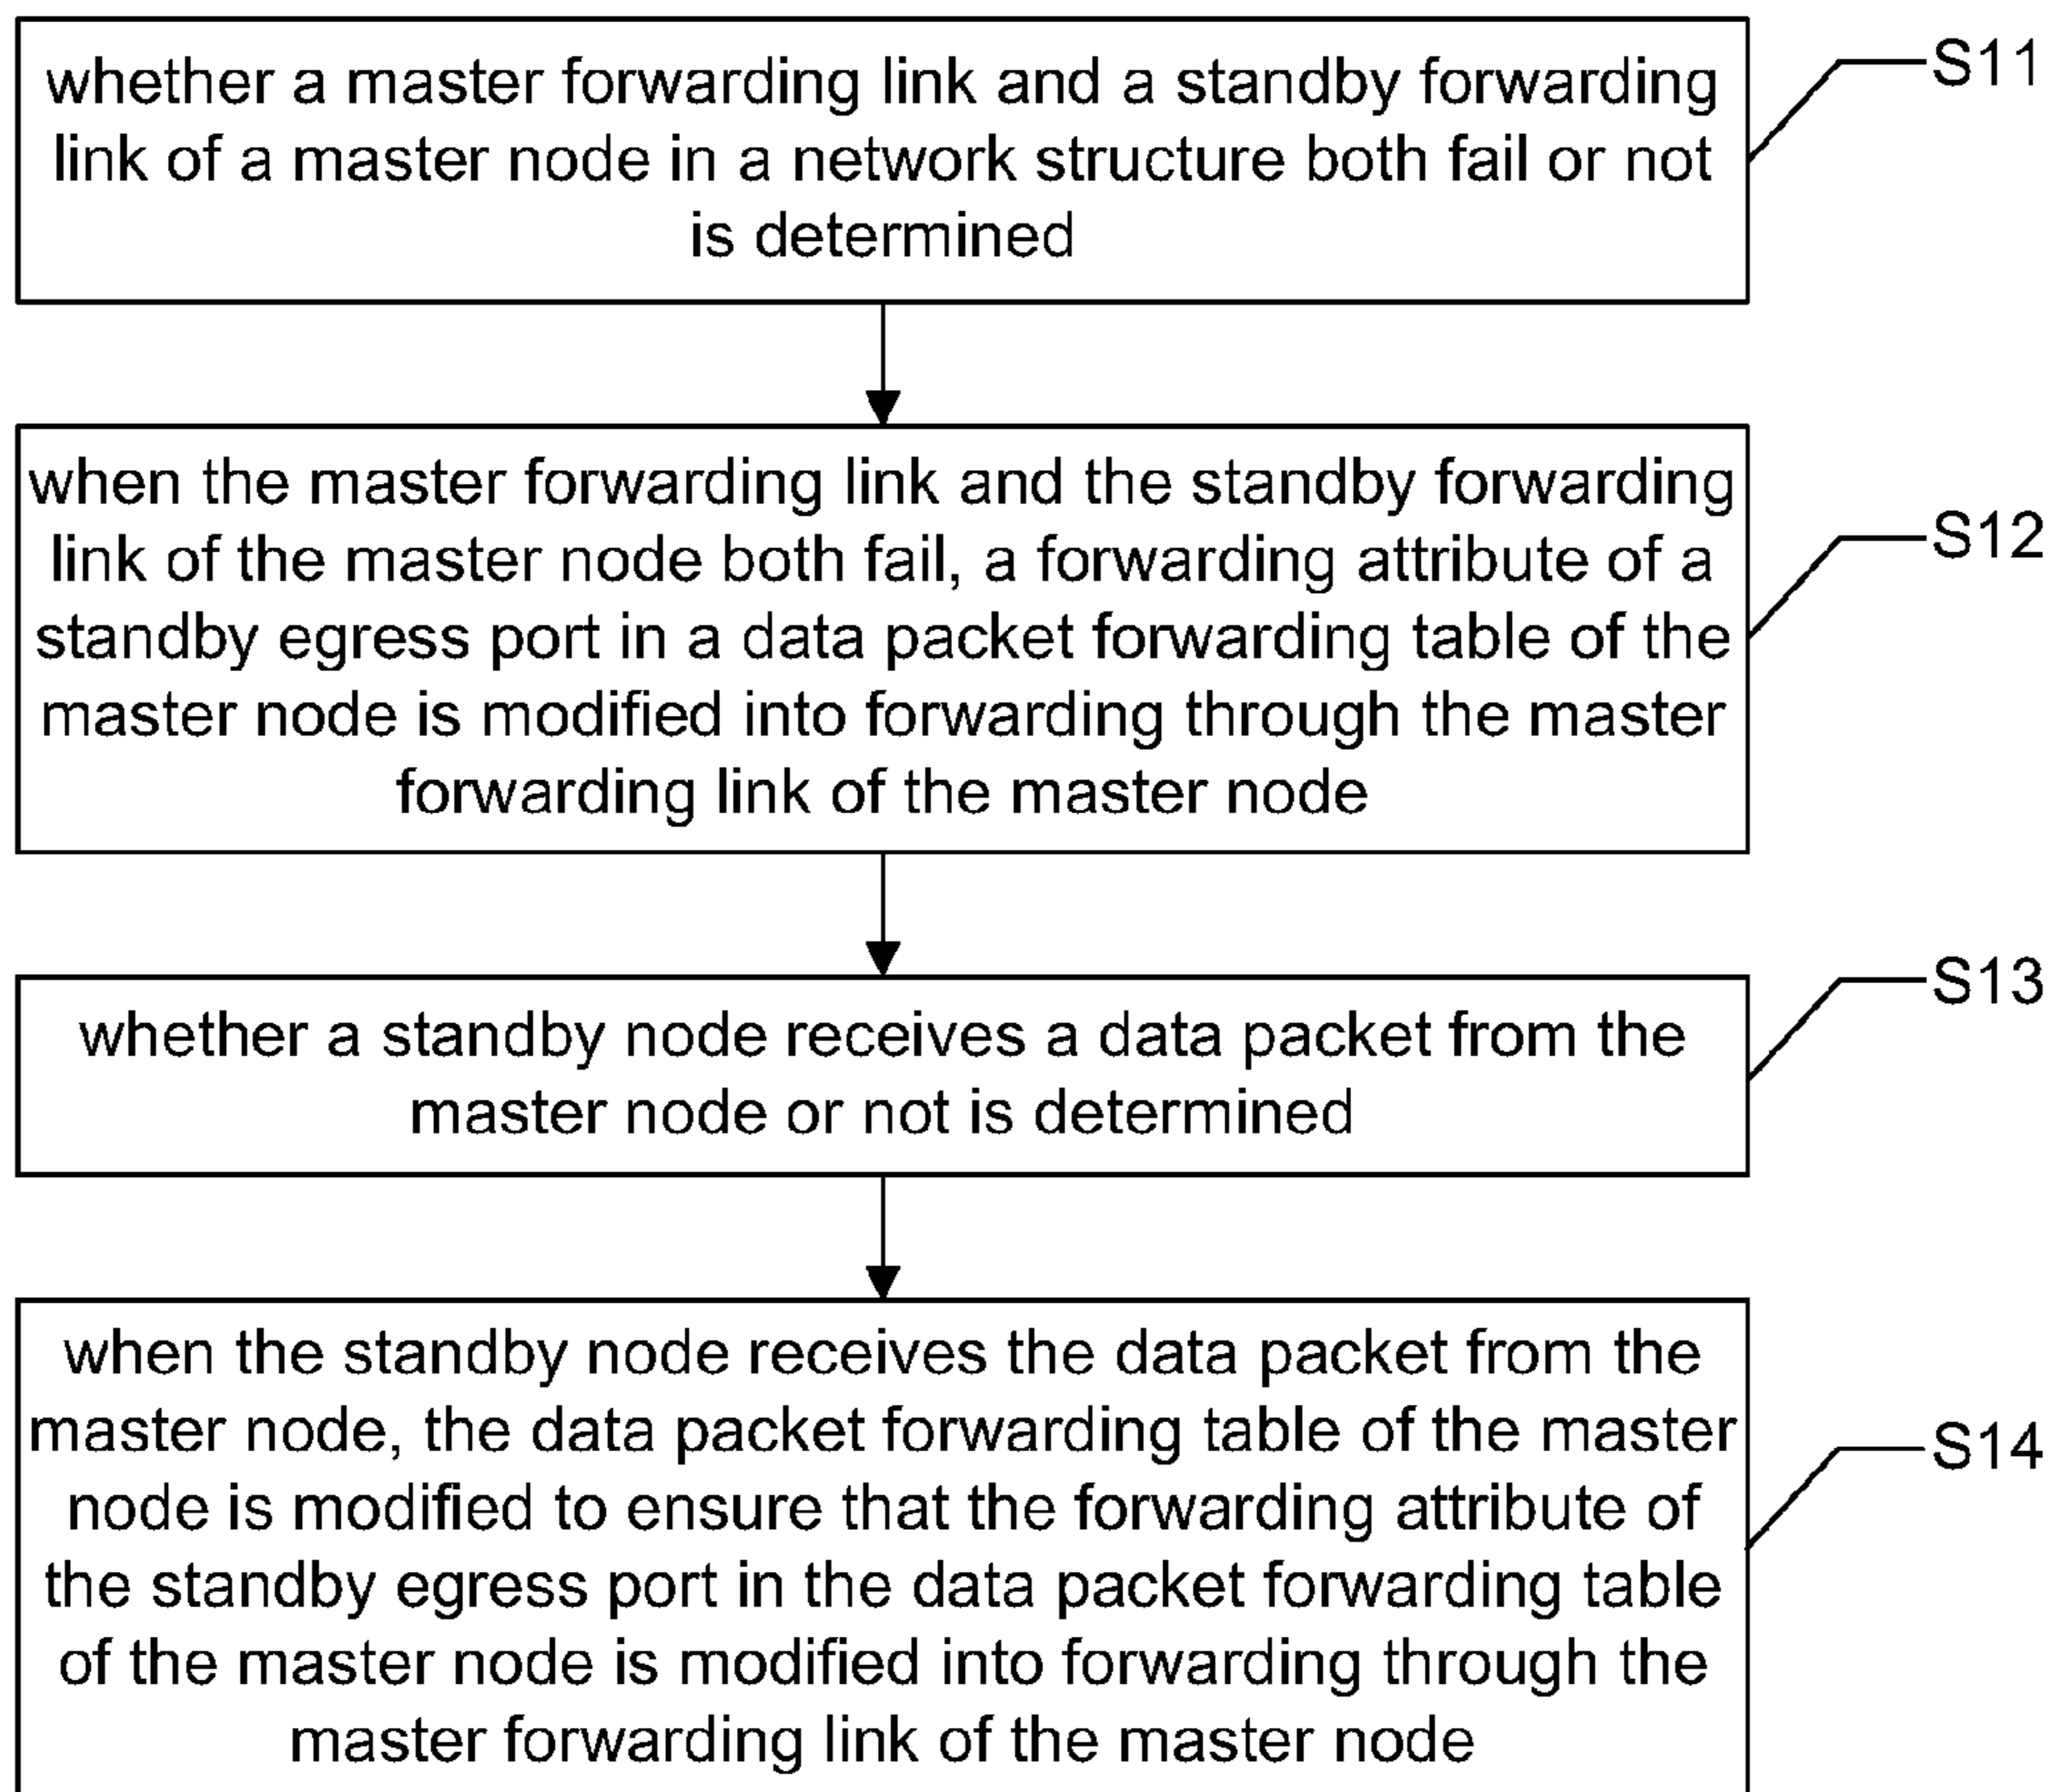 whether a master forwarding link and a standby forwarding
link of a master node in a network structure both fail or not
is determined
S11
when the master forwarding link and the standby forwarding
link of the master node both fail, a forwarding attribute of a
standby egress port in a data packet forwarding table of the
master node is modified into forwarding through the master
forwarding link of the master node
S12
whether a standby node receives a data packet from the
master node or not is determined
S13
when the standby node receives the data packet from the
master node, the data packet forwarding table of the master
node is modified to ensure that the forwarding attribute of
the standby egress port in the data packet forwarding table
of the master node is modified into forwarding through the
master forwarding link of the master node
S14